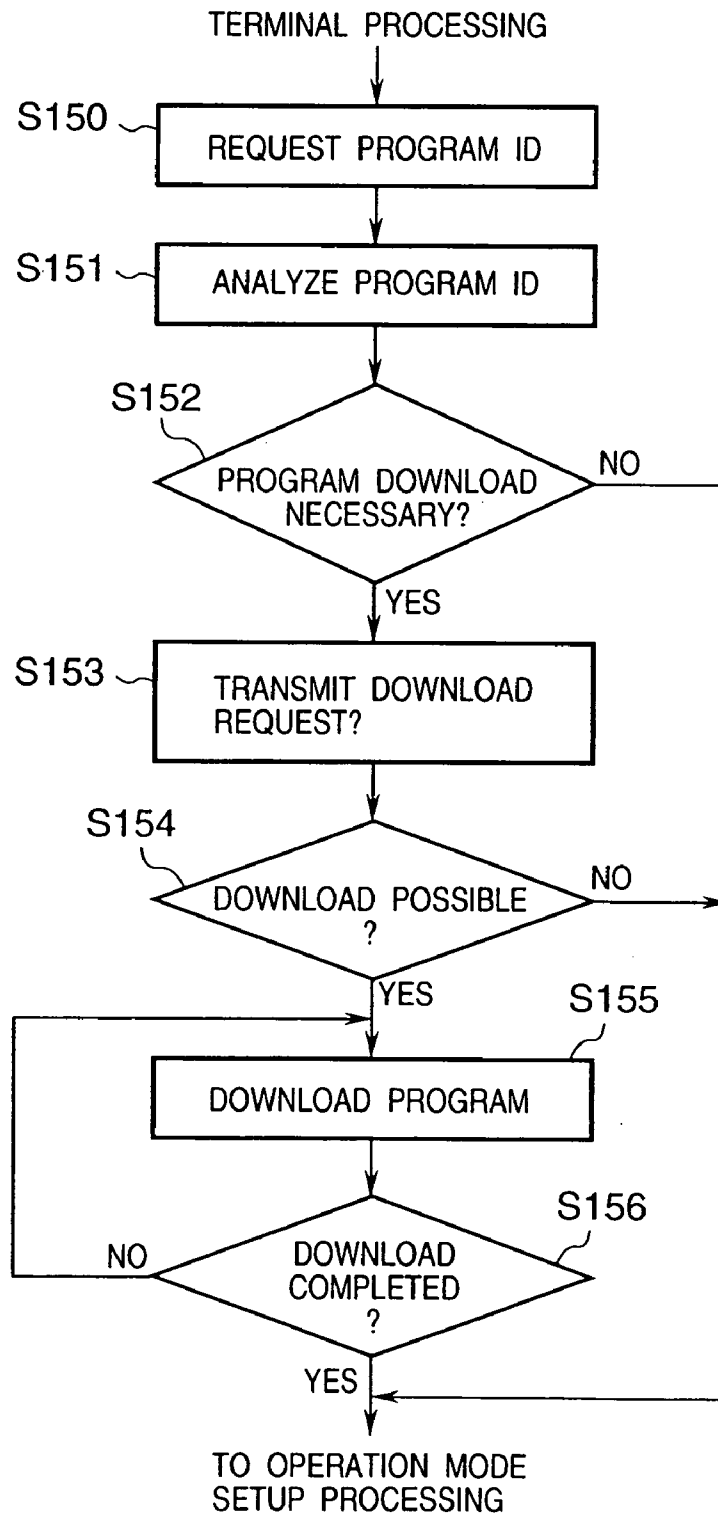 TERMINAL PROCESSING
S150
REQUEST PROGRAM ID
S151
ANALYZE PROGRAM ID
S152
PROGRAM DOWNLOAD
NECESSARY?
NO
YES
S153
TRANSMIT DOWNLOAD
REQUEST?
S154
DOWNLOAD POSSIBLE
?
NO
YES
S155
DOWNLOAD PROGRAM
S156
DOWNLOAD
COMPLETED
?
NO
YES
TO OPERATION MODE
SETUP PROCESSING